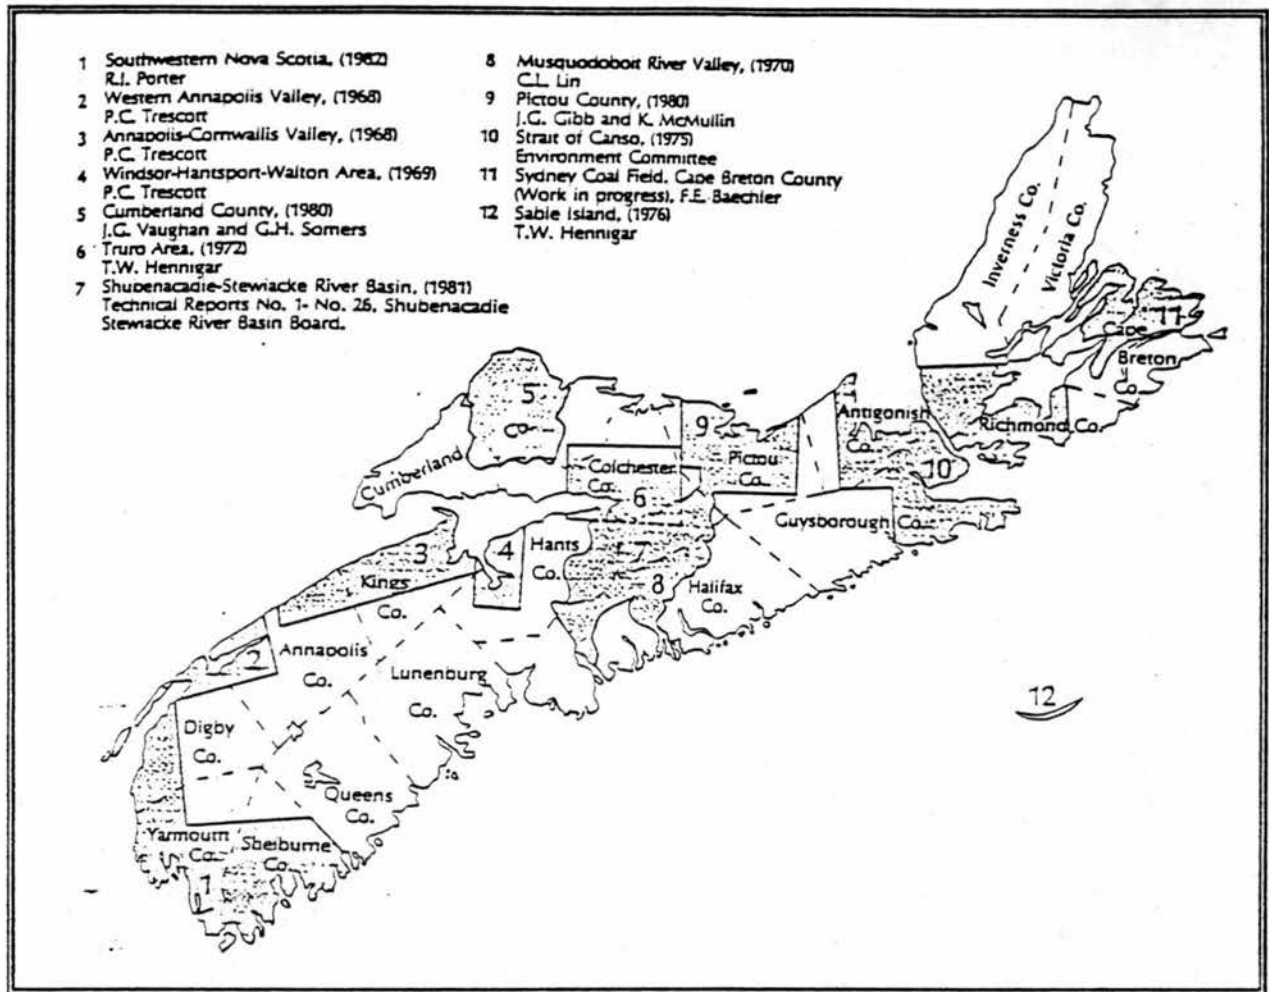 1 Southwestern Nova Scotia, (1982)
R.J. Porter
2 Western Annapolis Valley, (1968)
P.C. Trescott
3 Annapolis-Cornwallis Valley, (1968)
P.C. Trescott
4 Windsor-Hantsport-Walton Area, (1969)
P.C. Trescott
5 Cumberland County, (1980)
J.G. Vaughan and G.H. Somers
6 Truro Area, (1972)
T.W. Hennigar
7 Shubenacadie-Stewiacke River Basin, (1981)
Technical Reports No. 1- No. 26, Shubenacadie
Stewiacke River Basin Board.
8 Musquodoboit River Valley, (1970)
C.L. Lin
9 Pictou County, (1980)
J.G. Gibb and K. McMullin
10 Strait of Canso, (1975)
Environment Committee
11 Sydney Coal Field, Cape Breton County
(Work in progress), F.E. Baechler
12 Sable Island, (1976)
T.W. Hennigar
Inverness Co.
Victoria Co.
11
Cape
Breton
Co.
Richmond Co.
5
Co.
Cumberland
9
Pictou
Co.
Antigonish
Co.
10
Colchester
Co.
6
Guysborough Co.
3
Kings
Co.
4
Hants
Co.
7
8
Halifax
Co.
2
Annapolis
Co.
Lunenburg
Co.
12
Digby
Co.
Queens
Co.
Yarmouth
Co.
Shelburne
Co.
1